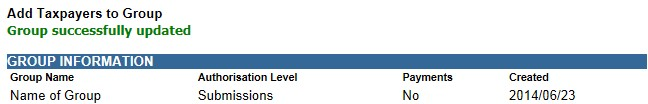 Add Taxpayers to Group
Group successfully updated
GROUP INFORMATION
Group Name Authorisation Level Payments Created
Name of Group Submissions No 2014/06/23